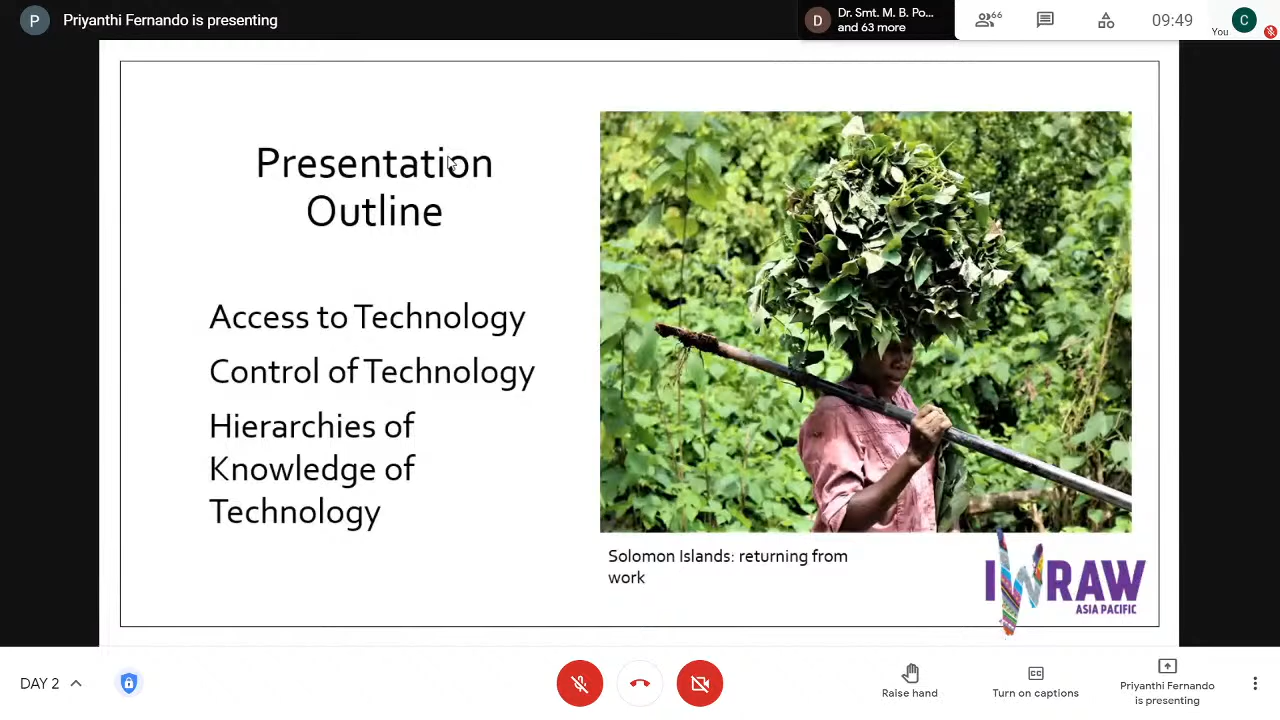 P Priyanthi Fernando is presenting
D Dr. Smt. M. B. Po...
and 63 more
66
09:49
You
C
Presentation
Outline
Access to Technology
Control of Technology
Hierarchies of
Knowledge of
Technology
Solomon Islands: returning from
work
IWRAW
ASIA PACIFIC
DAY 2
Raise hand
Turn on captions
Priyanthi Fernando
is presenting